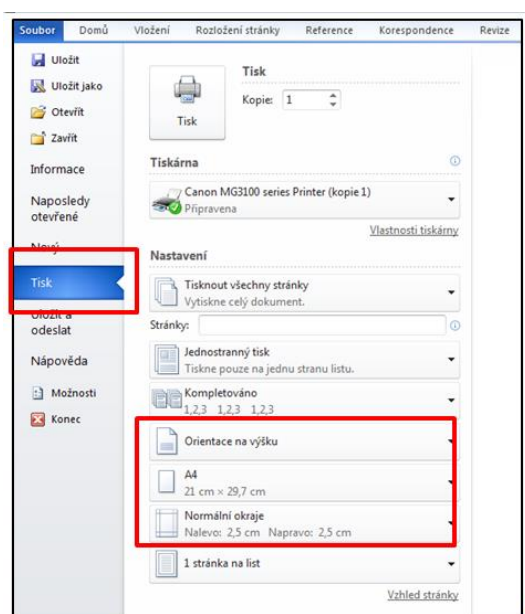 Soubor Domů Vložení Rozložení stránky Reference Korespondence Revize
Uložit
Uložit jako
Otevřít
Zavřít
Informace
Naposledy
otevřené
Nový
Tisk
Uložit a
odeslat
Nápověda
Možnosti
Konec
Tisk
Kopie: 1
Tisk
Tiskárna
Canon MG3100 series Printer (kopie 1)
Připravena
Vlastnosti tiskárny
Nastavení
Tisknout všechny stránky
Vytiskne celý dokument.
Stránky:
Jednostranný tisk
Tiskne pouze na jednu stranu listu.
Kompletováno
1,2,3 1,2,3 1,2,3
Orientace na výšku
A4
21 cm × 29,7 cm
Normální okraje
Nalevo: 2,5 cm Napravo: 2,5 cm
1 stránka na list
Vzhled stránky